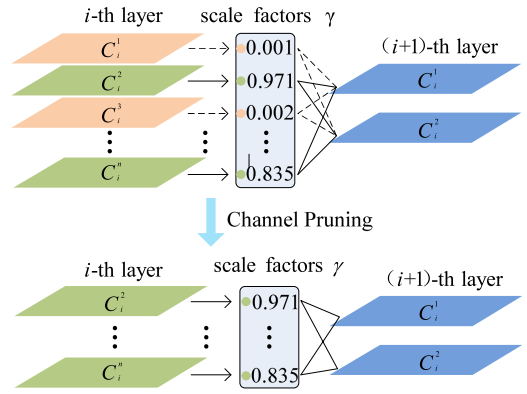 i-th layer scale factors γ
(i+1)-th layer
C_i^1 0.001
C_i^2 0.971 C_i^1
C_i^3 0.002 C_i^2
C_i^n 0.835
Channel Pruning
i-th layer scale factors γ (i+1)-th layer
C_i^2 0.971 C_i^1
C_i^n 0.835 C_i^2